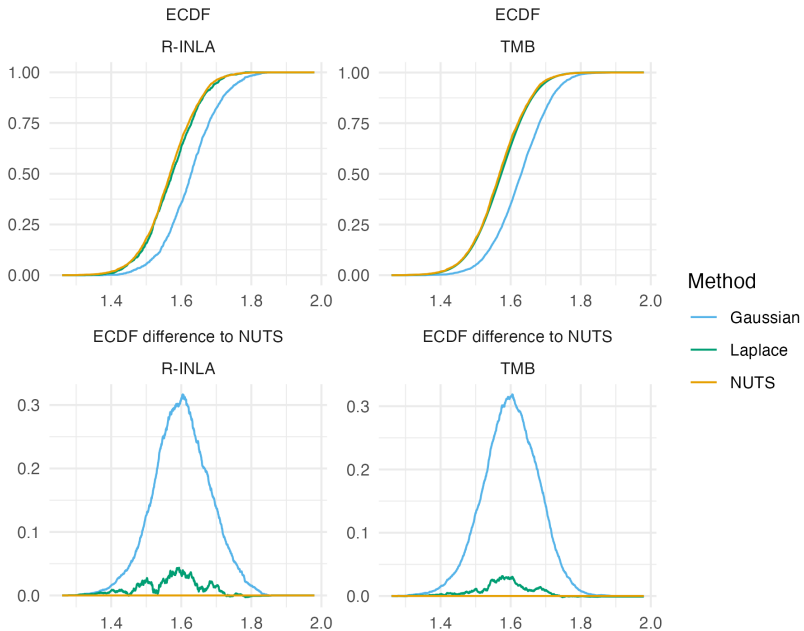 ECDF ECDF
R-INLA TMB
1.00 1.00
0.75 0.75
0.50 0.50
0.25 0.25
0.00 0.00
1.4 1.6 1.8 2.0 1.4 1.6 1.8 2.0
ECDF difference to NUTS ECDF difference to NUTS
R-INLA TMB
0.3 0.3
0.2 0.2
0.1 0.1
0.0 0.0
1.4 1.6 1.8 2.0 1.4 1.6 1.8 2.0
Method
Gaussian
Laplace
NUTS